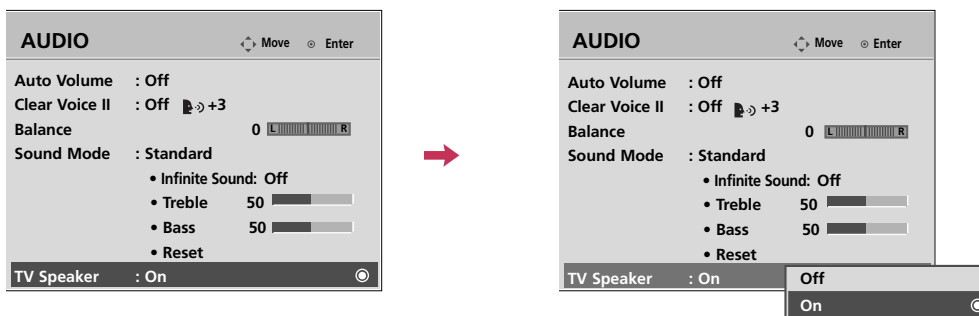 AUDIO Move Enter
Auto Volume : Off
Clear Voice II : Off +3
Balance 0 L R
Sound Mode : Standard
• Infinite Sound: Off
• Treble 50
• Bass 50
• Reset
TV Speaker : On
AUDIO Move Enter
Auto Volume : Off
Clear Voice II : Off +3
Balance 0 L R
Sound Mode : Standard
• Infinite Sound: Off
• Treble 50
• Bass 50
• Reset
TV Speaker : On
Off
On